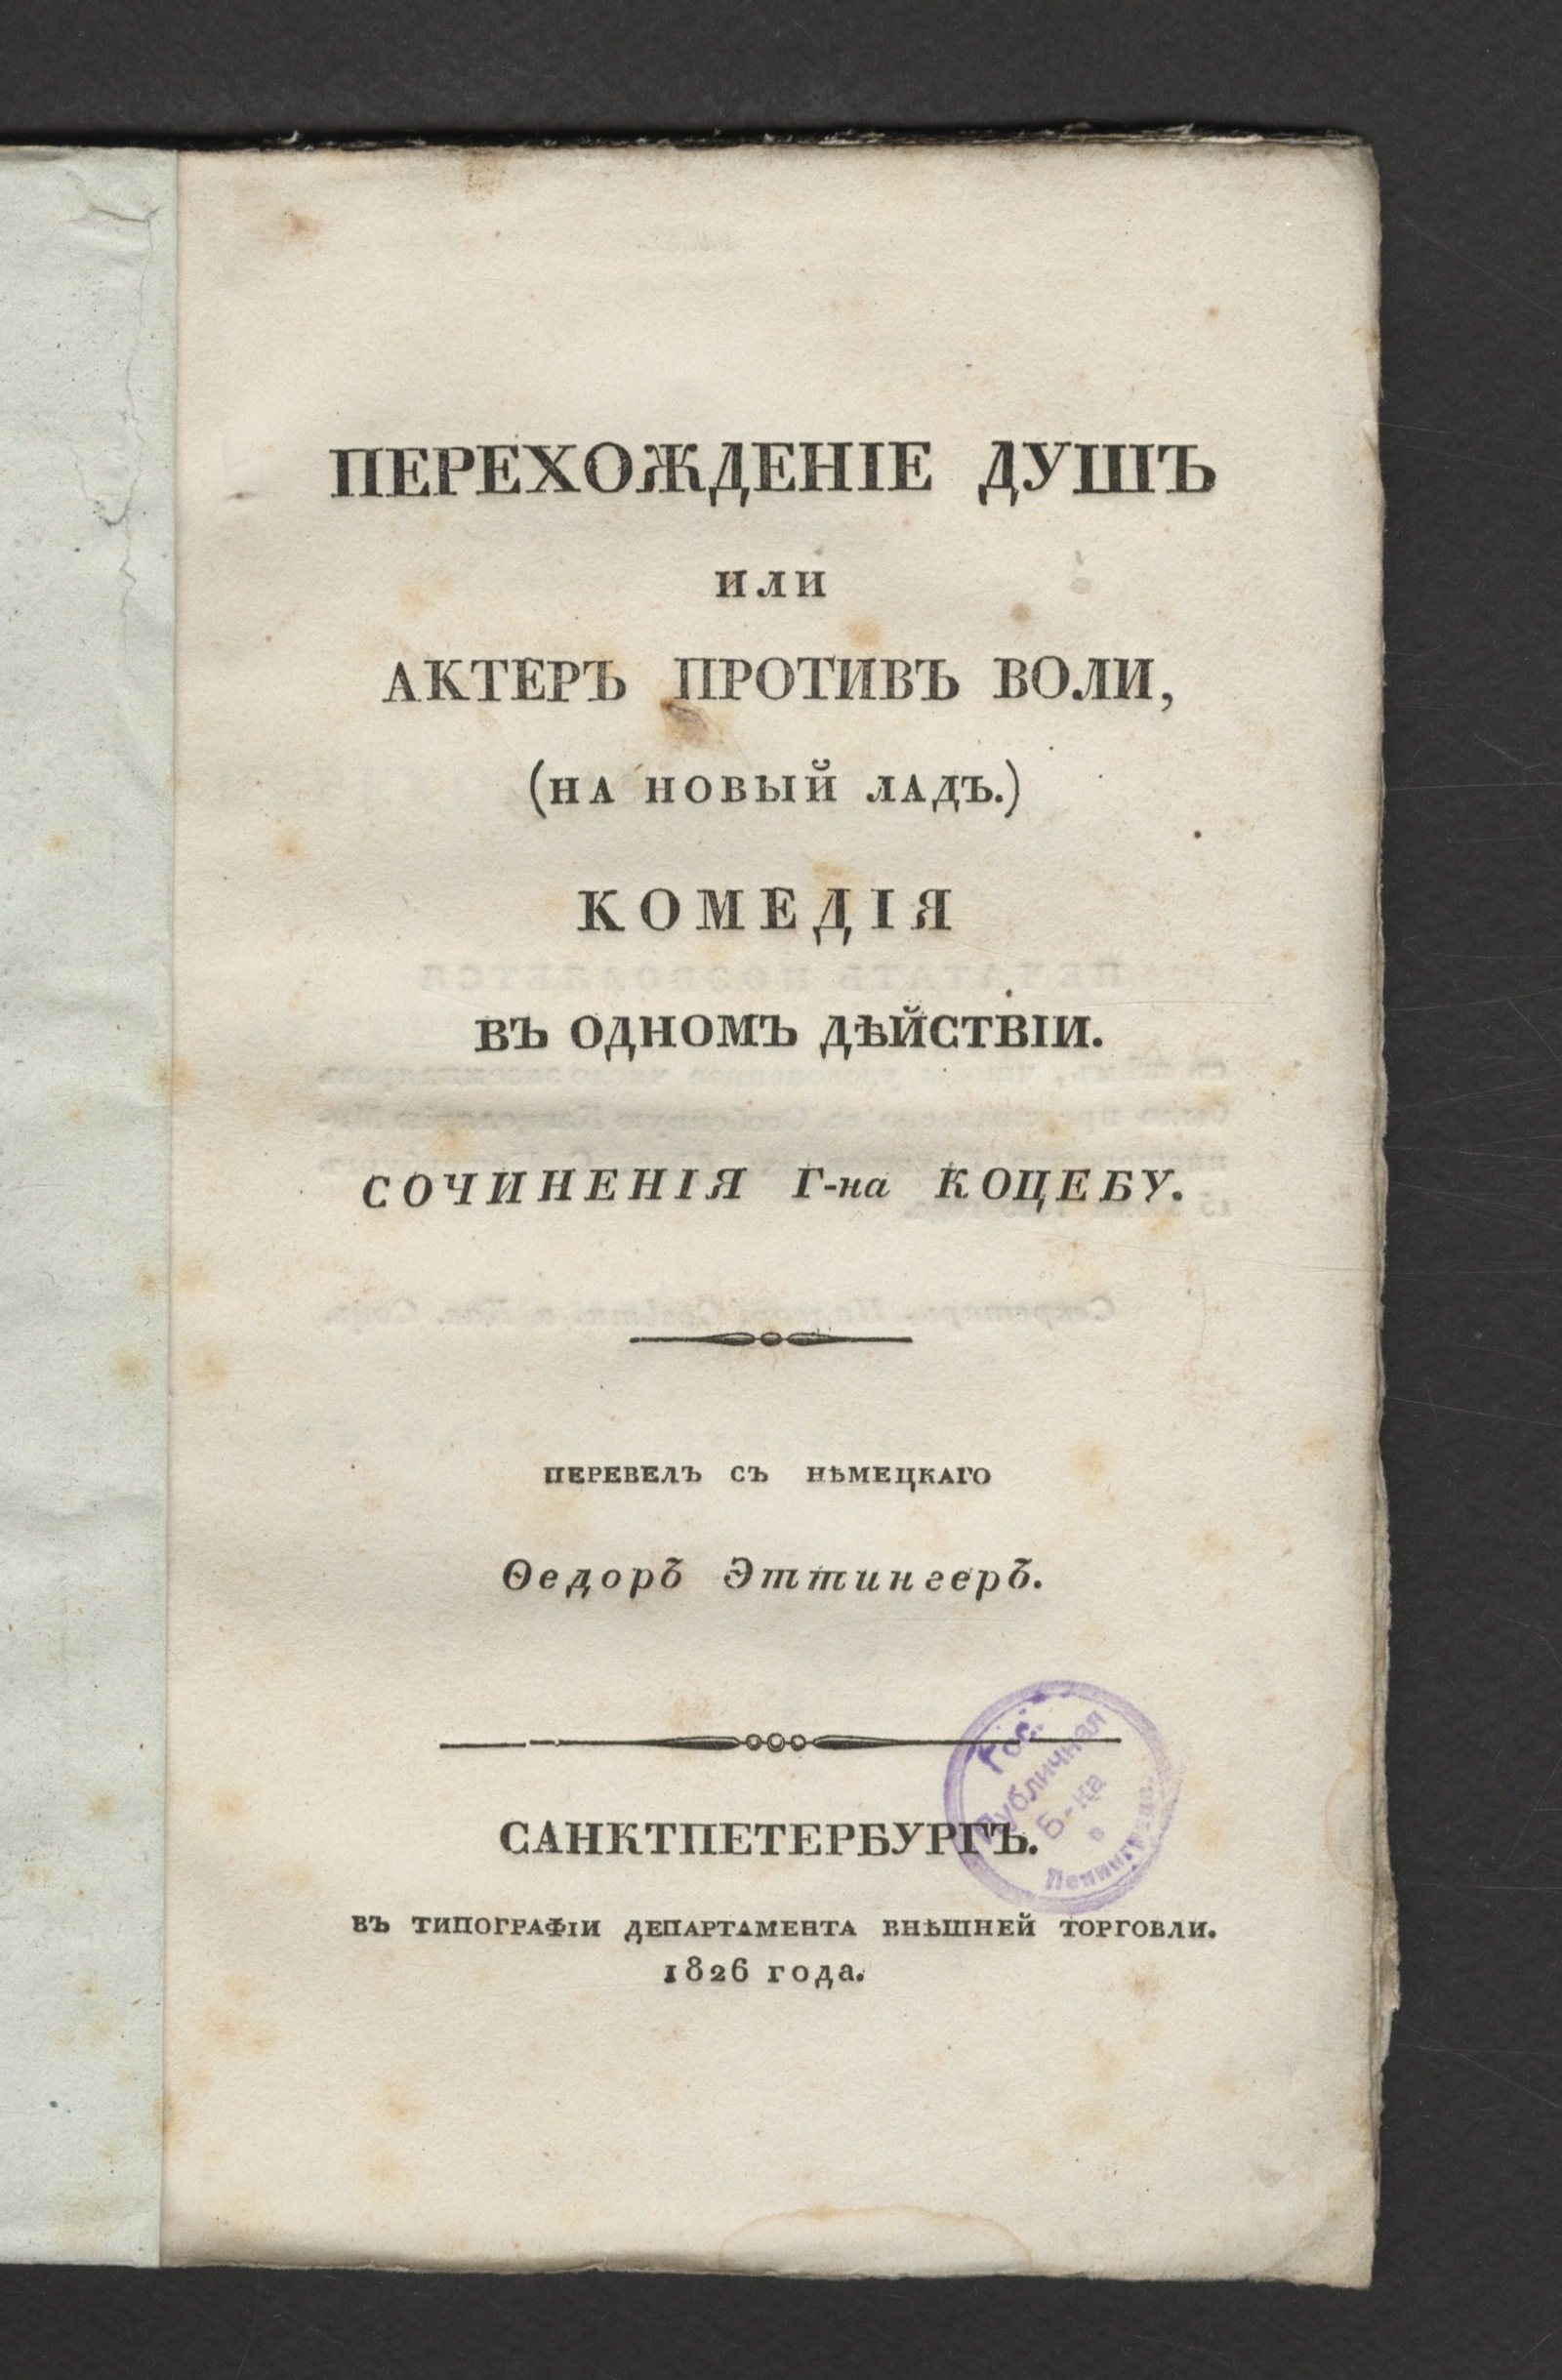 ПЕРЕХОЖДЕНІЕ ДУШЪ
ИЛИ
АКТЕРЪ ПРОТИВЪ ВОЛИ,
(НА НОВЫЙ ЛАДЪ.)
КОМЕДІЯ
ВЪ ОДНОМЪ ДѢЙСТВІИ.
СОЧИНЕНІЯ Г-на КОЦЕБУ.
ПЕРЕВЕЛЪ СЪ НѢМЕЦКАГО
Ѳедоръ Эттингеръ.
Гос.
Публичная
Б-ка
в
Ленинграде
САНКТПЕТЕРБУРГЪ.
ВЪ ТИПОГРАФІИ ДЕПАРТАМЕНТА ВНѢШНЕЙ ТОРГОВЛИ.
1826 года.